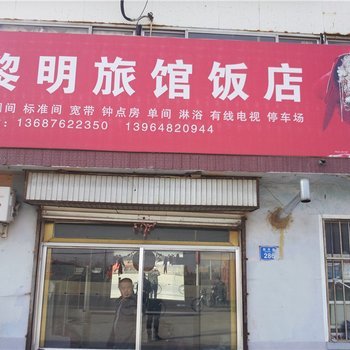 黎明旅馆饭店
间 标准间 宽带 钟点房 单间 淋浴 有线电视 停车场
: 13687622350 13964820944
266